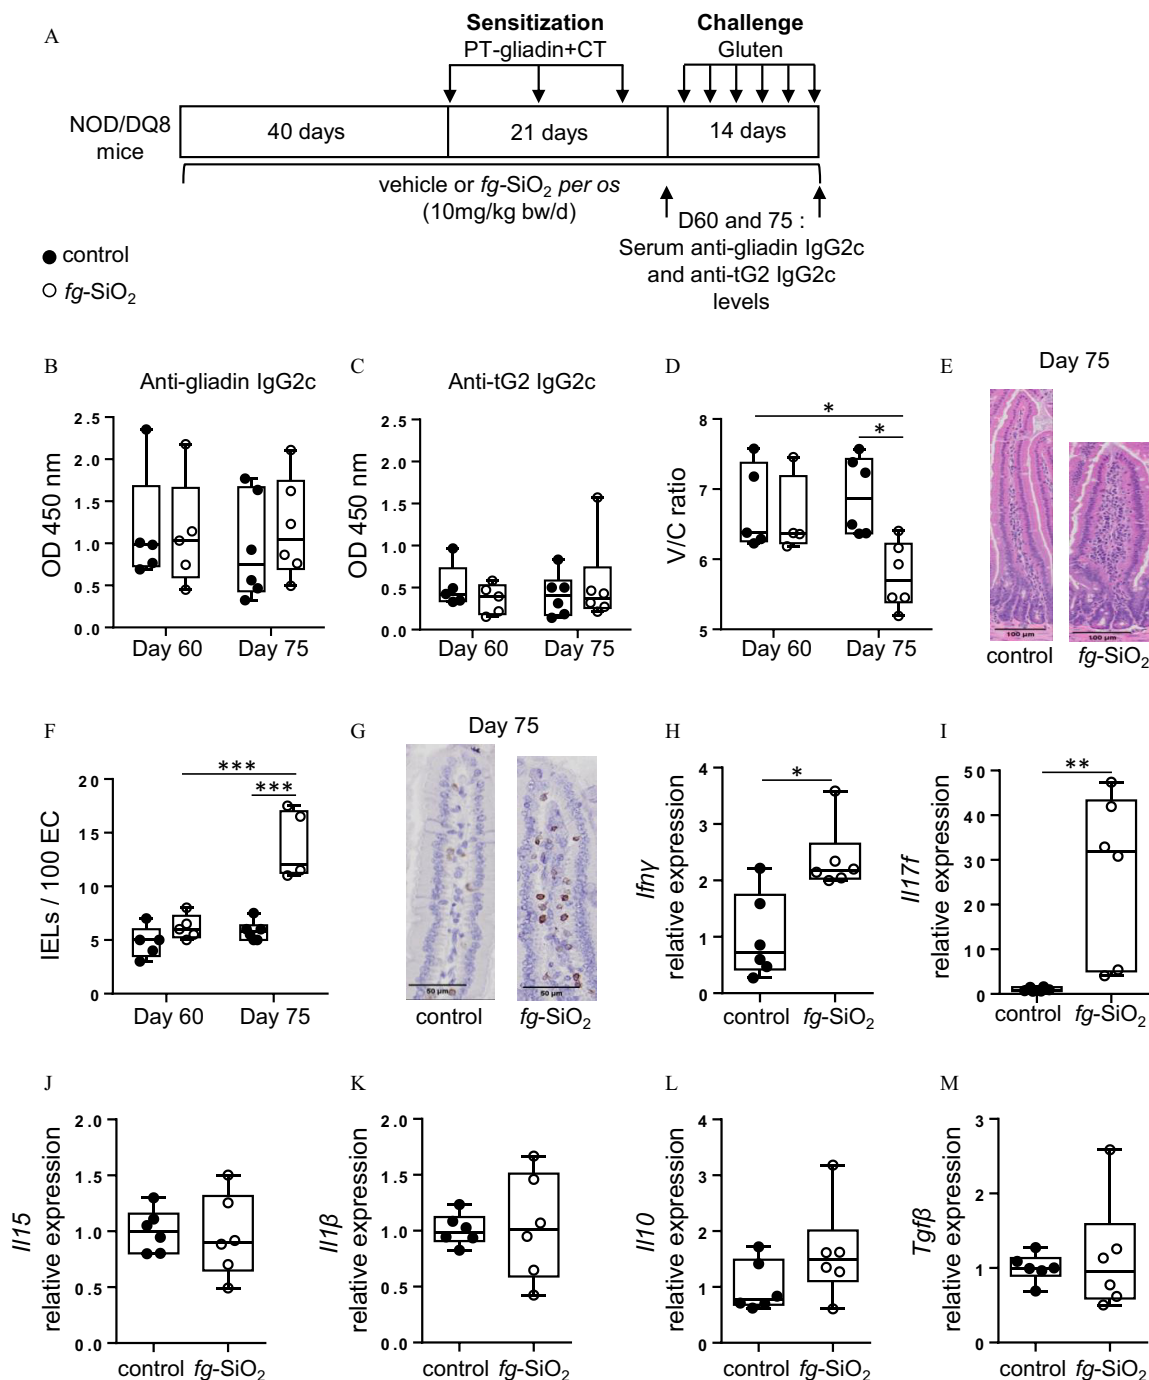 A
Sensitization
PT-gliadin+CT
Challenge
Gluten
NOD/DQ8
mice
40 days
21 days
14 days
vehicle or fg-SiO2 per os
(10mg/kg bw/d)
D60 and 75 :
Serum anti-gliadin IgG2c
and anti-tG2 IgG2c
levels
control
fg-SiO2
B
Anti-gliadin IgG2c
OD 450 nm
2.5
2.0
1.5
1.0
0.5
0.0
Day 60
Day 75
C
Anti-tG2 IgG2c
OD 450 nm
2.5
2.0
1.5
1.0
0.5
0.0
Day 60
Day 75
D
V/C ratio
8
7
6
5
*
*
Day 60
Day 75
E
Day 75
100 µm
100 µm
control
fg-SiO2
F
IELs / 100 EC
20
15
10
5
0
***
***
Day 60
Day 75
G
Day 75
50 µm
50 µm
control
fg-SiO2
H
Ifnγ
relative expression
4
3
2
1
0
*
control
fg-SiO2
I
Il17f
relative expression
50
40
30
20
10
0
**
control
fg-SiO2
J
Il15
relative expression
2.0
1.5
1.0
0.5
0.0
control
fg-SiO2
K
Il1β
relative expression
2.0
1.5
1.0
0.5
0.0
control
fg-SiO2
L
Il10
relative expression
4
3
2
1
0
control
fg-SiO2
M
Tgfβ
relative expression
3
2
1
0
control
fg-SiO2